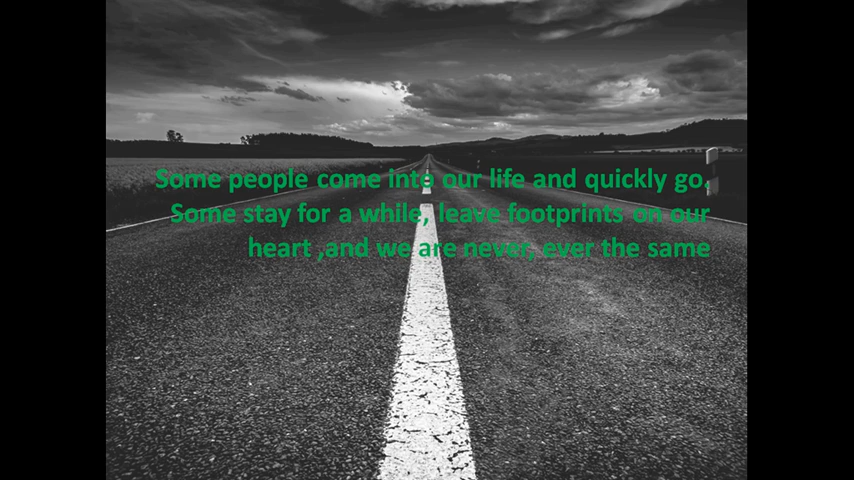 Some people come into our life and quickly go.
Some stay for a while, leave footprints on our
heart ,and we are never, ever the same